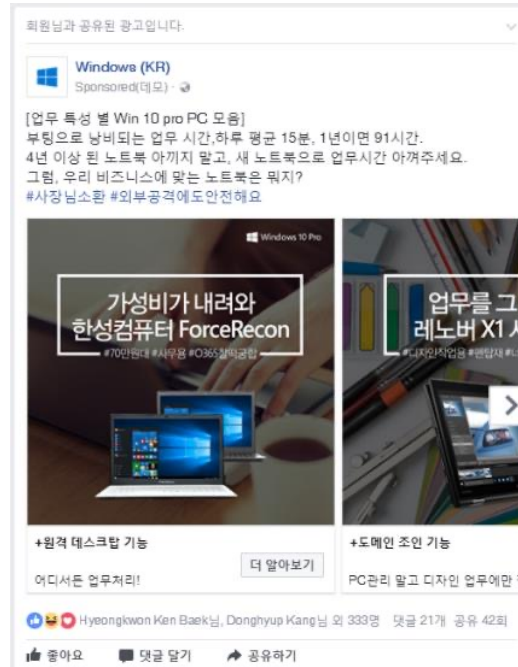 회원님과 공유된 광고입니다.
Windows (KR)
Sponsored(데모) ·
[업무 특성 별 Win 10 pro PC 모음]
부팅으로 낭비되는 업무 시간,하루 평균 15분, 1년이면 91시간.
4년 이상 된 노트북 아끼지 말고, 새 노트북으로 업무시간 아껴주세요.
그럼, 우리 비즈니스에 맞는 노트북은 뭐지?
#사장님소환 #외부공격에도안전해요
Windows 10 Pro
가성비가 내려와
한성컴퓨터 ForceRecon
#70만원대 #사무용 #O365찰떡궁합
업무를 그
레노버 X1
#디자인작업용 #펜탑재
+원격 데스크탑 기능
어디서든 업무처리!
더 알아보기
+도메인 조인 기능
PC관리 말고 디자인 업무에만
Hyeongkwon Ken Baek님, Donghyup Kang님 외 333명 댓글 21개 공유 42회
좋아요 댓글 달기 공유하기